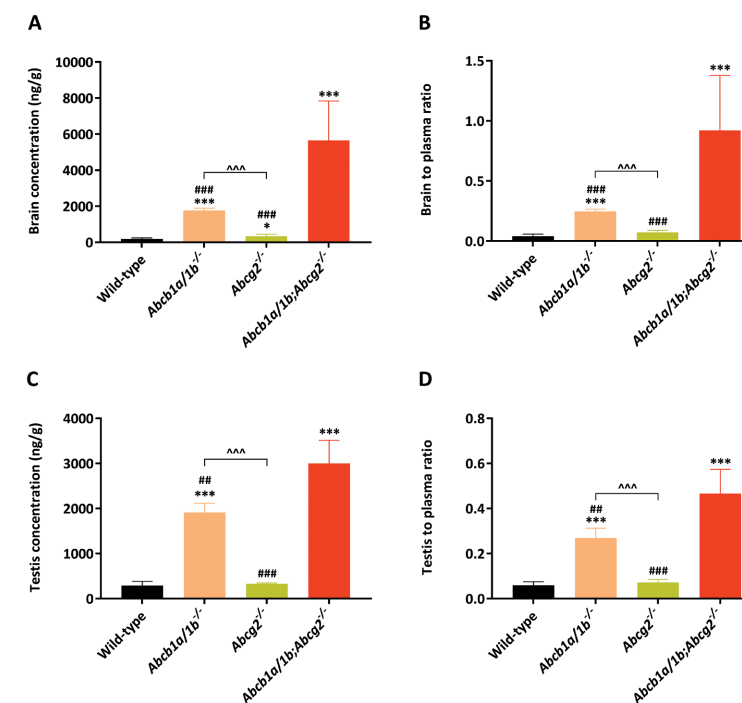 A
Brain concentration (ng/g)
10000
8000
6000
4000
2000
0
***
^^^
###
***
###
*
Wild-type
Abcb1a/1b-/-
Abcg2-/-
Abcb1a/1b;Abcg2-/-
B
Brain to plasma ratio
1.5
1.0
0.5
0.0
***
^^^
###
***
###
Wild-type
Abcb1a/1b-/-
Abcg2-/-
Abcb1a/1b;Abcg2-/-
C
Testis concentration (ng/g)
4000
3000
2000
1000
0
***
^^^
##
***
###
Wild-type
Abcb1a/1b-/-
Abcg2-/-
Abcb1a/1b;Abcg2-/-
D
Testis to plasma ratio
0.8
0.6
0.4
0.2
0.0
***
^^^
##
***
###
Wild-type
Abcb1a/1b-/-
Abcg2-/-
Abcb1a/1b;Abcg2-/-